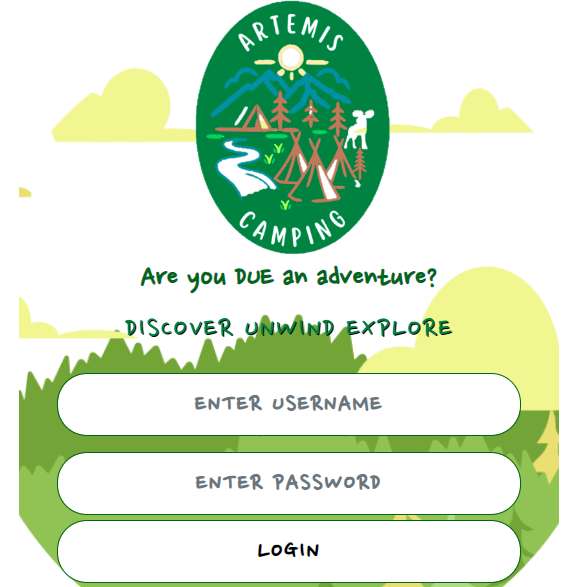 ARTEMIS
CAMPING
Are you DUE an adventure?
DISCOVER UNWIND EXPLORE
ENTER USERNAME
ENTER PASSWORD
LOGIN